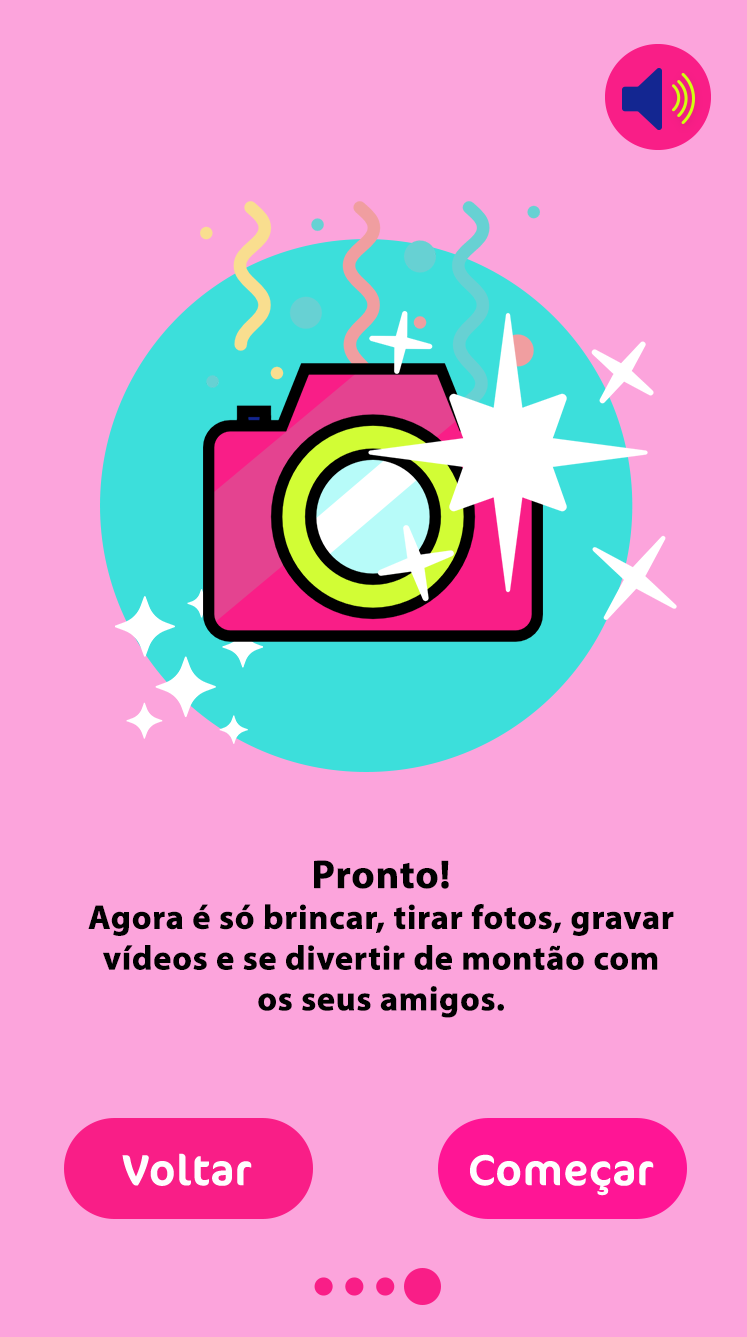 Pronto!
Agora é só brincar, tirar fotos, gravar
vídeos e se divertir de montão com
os seus amigos.
Voltar
Começar